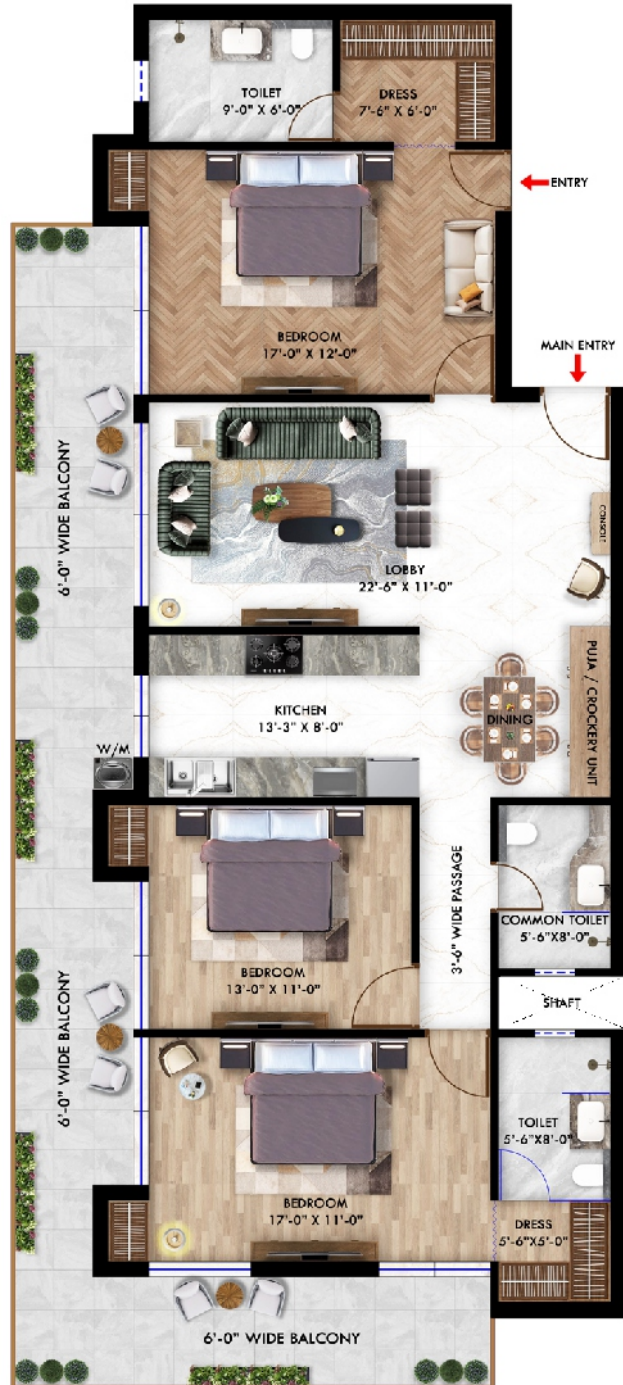 TOILET
9'-0" X 6'-0"
DRESS
7'-6" X 6'-0"
ENTRY
BEDROOM
17'-0" X 12'-0"
MAIN ENTRY
6'-0" WIDE BALCONY
CONSOLE
LOBBY
22'-6" X 11'-0"
PUJA / CROCKERY UNIT
KITCHEN
13'-3" X 8'-0"
DINING
W/M
3'-6" WIDE PASSAGE
COMMON TOILET
5'-6"X8'-0"
BEDROOM
13'-0" X 11'-0"
SHAFT
6'-0" WIDE BALCONY
TOILET
5'-6"X8'-0"
BEDROOM
17'-0" X 11'-0"
DRESS
5'-6"X5'-0"
6'-0" WIDE BALCONY